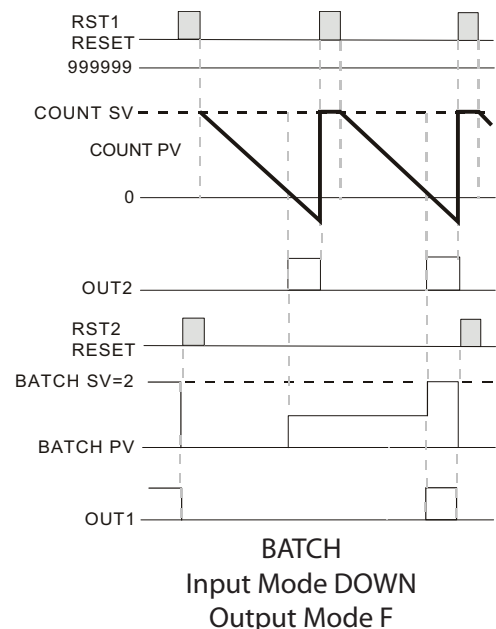 RST1
RESET
999999
COUNT SV
COUNT PV
0
OUT2
RST2
RESET
BATCH SV=2
BATCH PV
OUT1
BATCH
Input Mode DOWN
Output Mode F